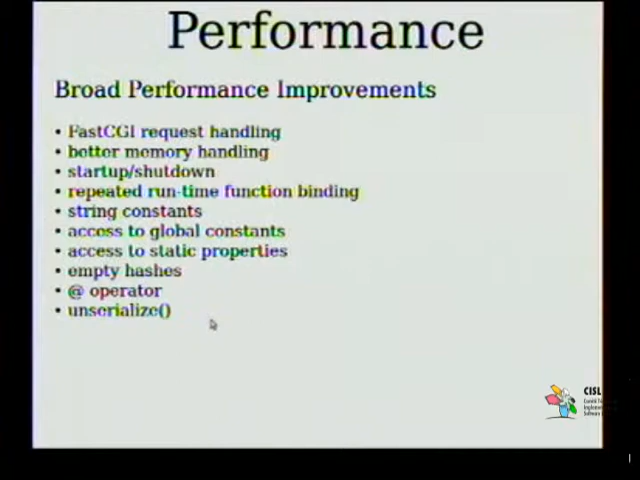 Performance
Broad Performance Improvements
• FastCGI request handling
• better memory handling
• startup/shutdown
• repeated run-time function binding
• string constants
• access to global constants
• access to static properties
• empty hashes
• @ operator
• unserialize()
CISL